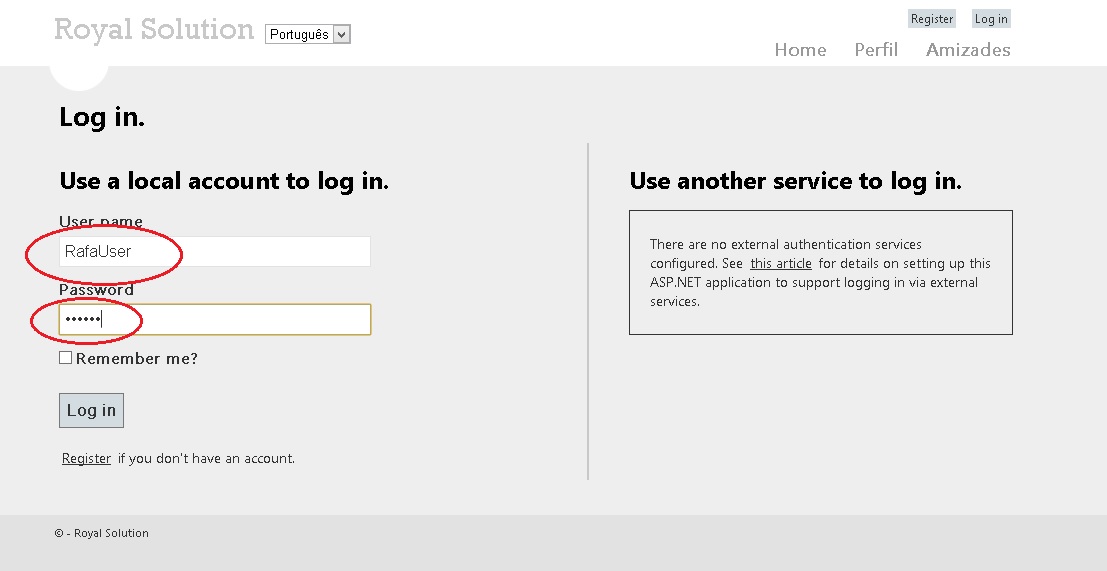 Royal Solution
Português
Register
Log in
Home
Perfil
Amizades
Log in.
Use a local account to log in.
User name
RafaUser
Password
••••••
Remember me?
Log in
Register if you don't have an account.
Use another service to log in.
There are no external authentication services
configured. See this article for details on setting up this
ASP.NET application to support logging in via external
services.
© - Royal Solution